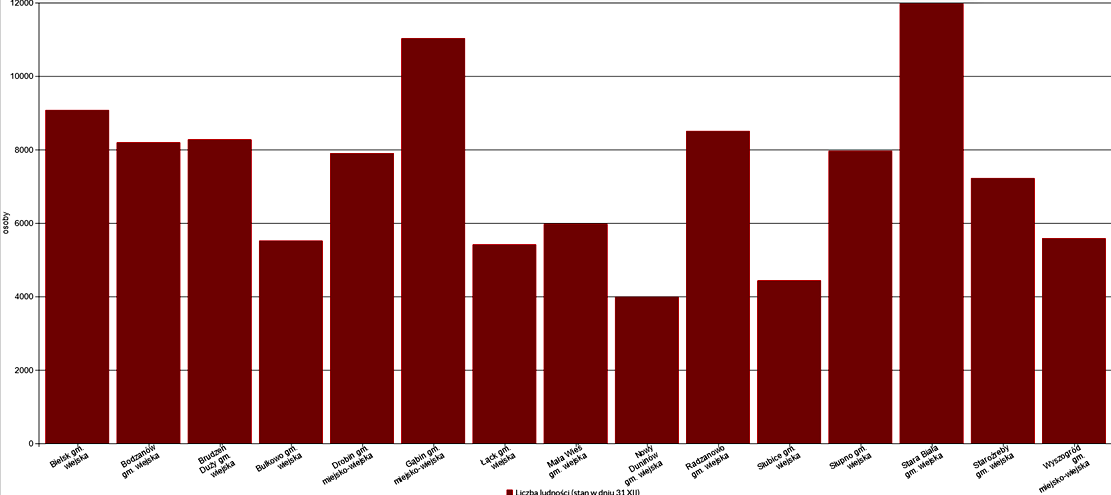 12000
10000
8000
6000
4000
2000
0
osoby
Bielsk gm.
wiejska
Bodzanów
gm. wiejska
Brudzeń
Duży gm.
wiejska
Bulkowo gm.
wiejska
Drobin gm.
miejsko-wiejska
Gąbin gm.
miejsko-wiejska
Łąck gm.
wiejska
Mała Wieś
gm. wiejska
Nowy
Duninów
gm. wiejska
Radzanowo
gm. wiejska
Słubice gm.
wiejska
Słupno gm.
wiejska
Stara Biała
gm. wiejska
Staroźreby
gm. wiejska
Wyszogród
gm.
miejsko-wiejska
Liczba ludności (stan w dniu 31 XII)